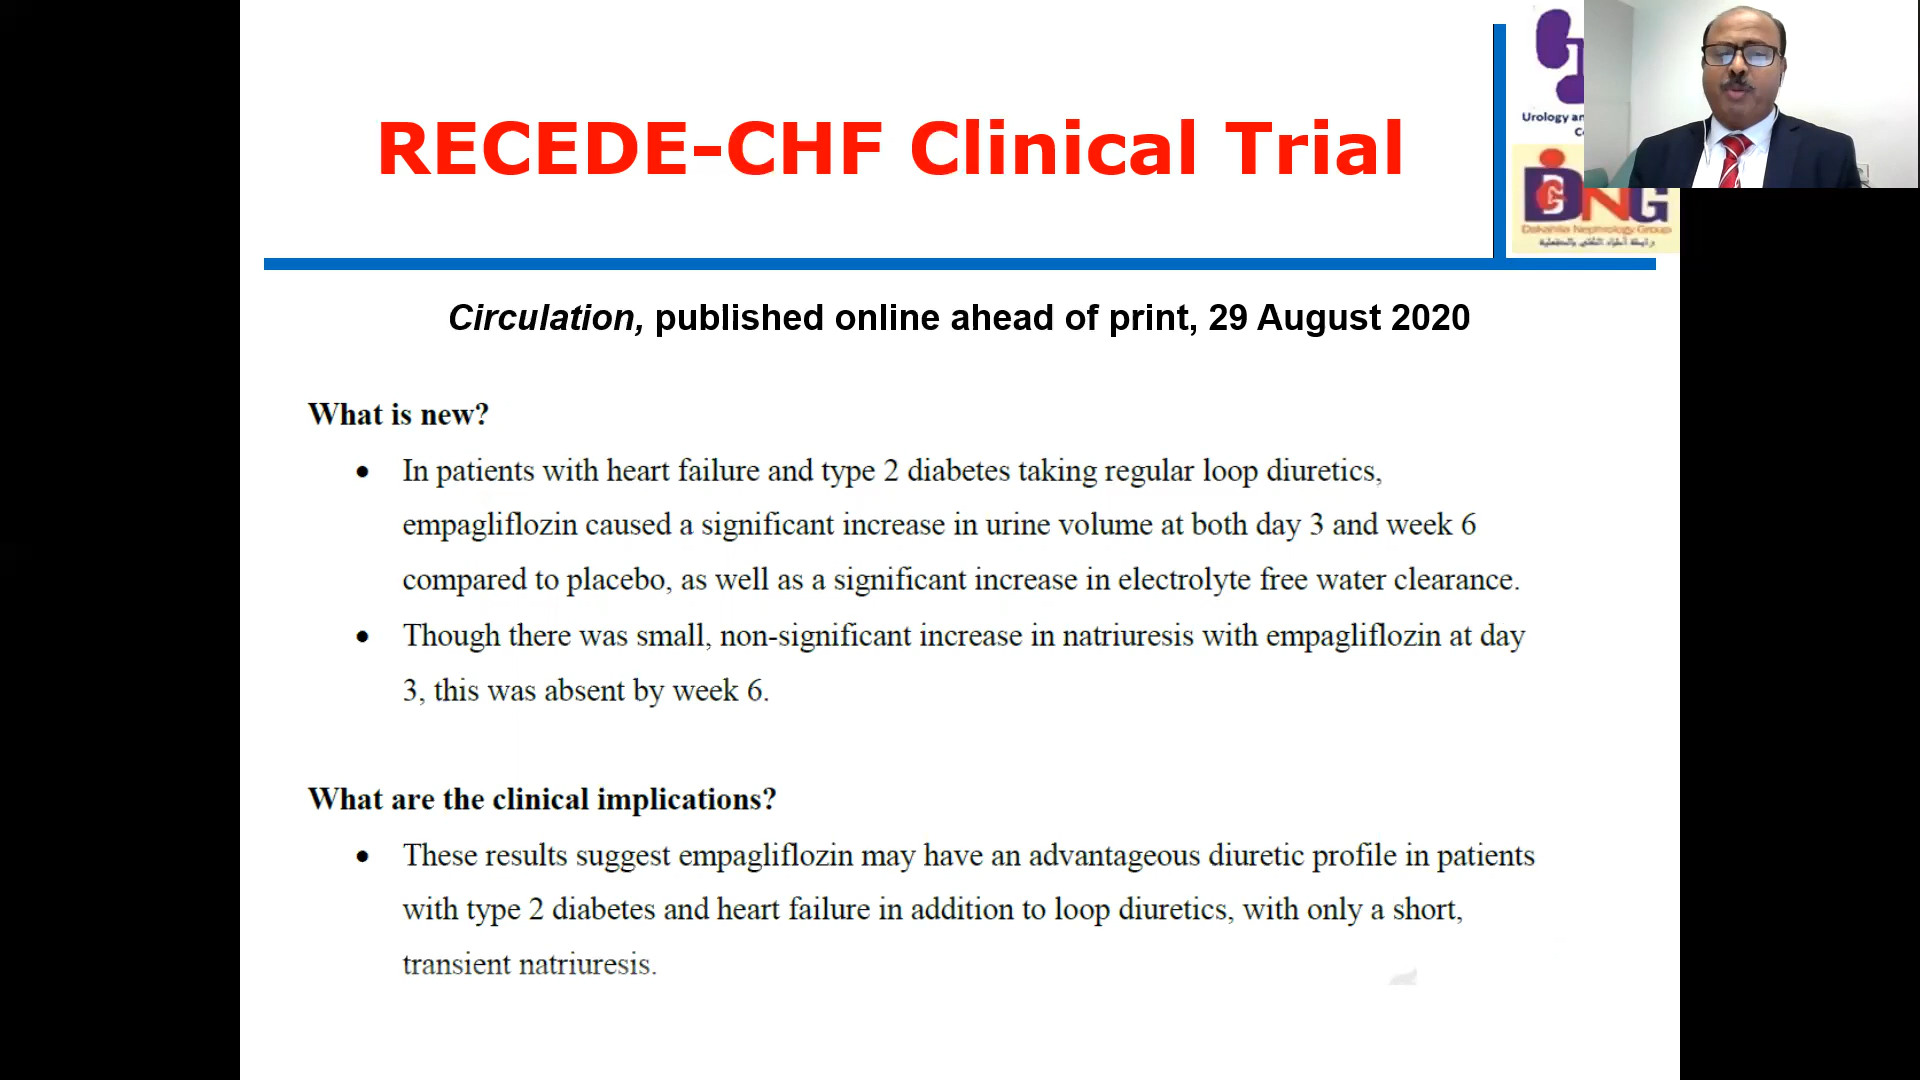 RECEDE-CHF Clinical Trial
Urology an
C
DNG
Dakahlia Nephrology Group
Circulation, published online ahead of print, 29 August 2020
What is new?
• In patients with heart failure and type 2 diabetes taking regular loop diuretics,
empagliflozin caused a significant increase in urine volume at both day 3 and week 6
compared to placebo, as well as a significant increase in electrolyte free water clearance.
• Though there was small, non-significant increase in natriuresis with empagliflozin at day
3, this was absent by week 6.
What are the clinical implications?
• These results suggest empagliflozin may have an advantageous diuretic profile in patients
with type 2 diabetes and heart failure in addition to loop diuretics, with only a short,
transient natriuresis.